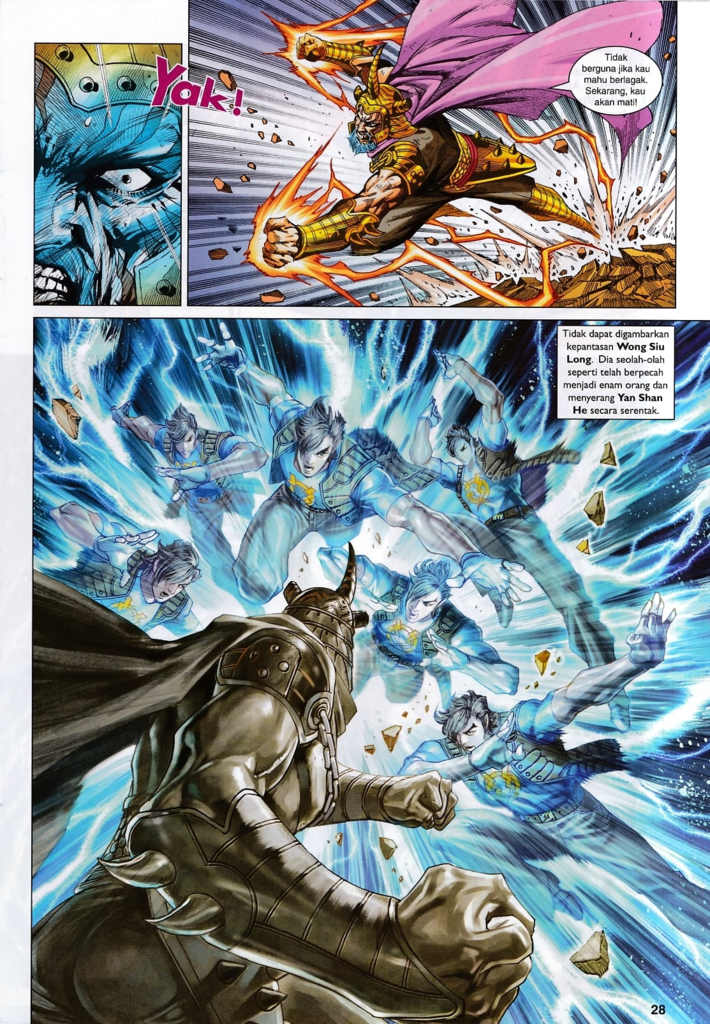 Yak!
Tidak
berguna jika kau
mahu berlagak.
Sekarang, kau
akan mati!
Tidak dapat digambarkan
kepantasan Wong Siu
Long. Dia seolah-olah
seperti telah berpecah
menjadi enam orang dan
menyerang Yan Shan
He secara serentak.
28